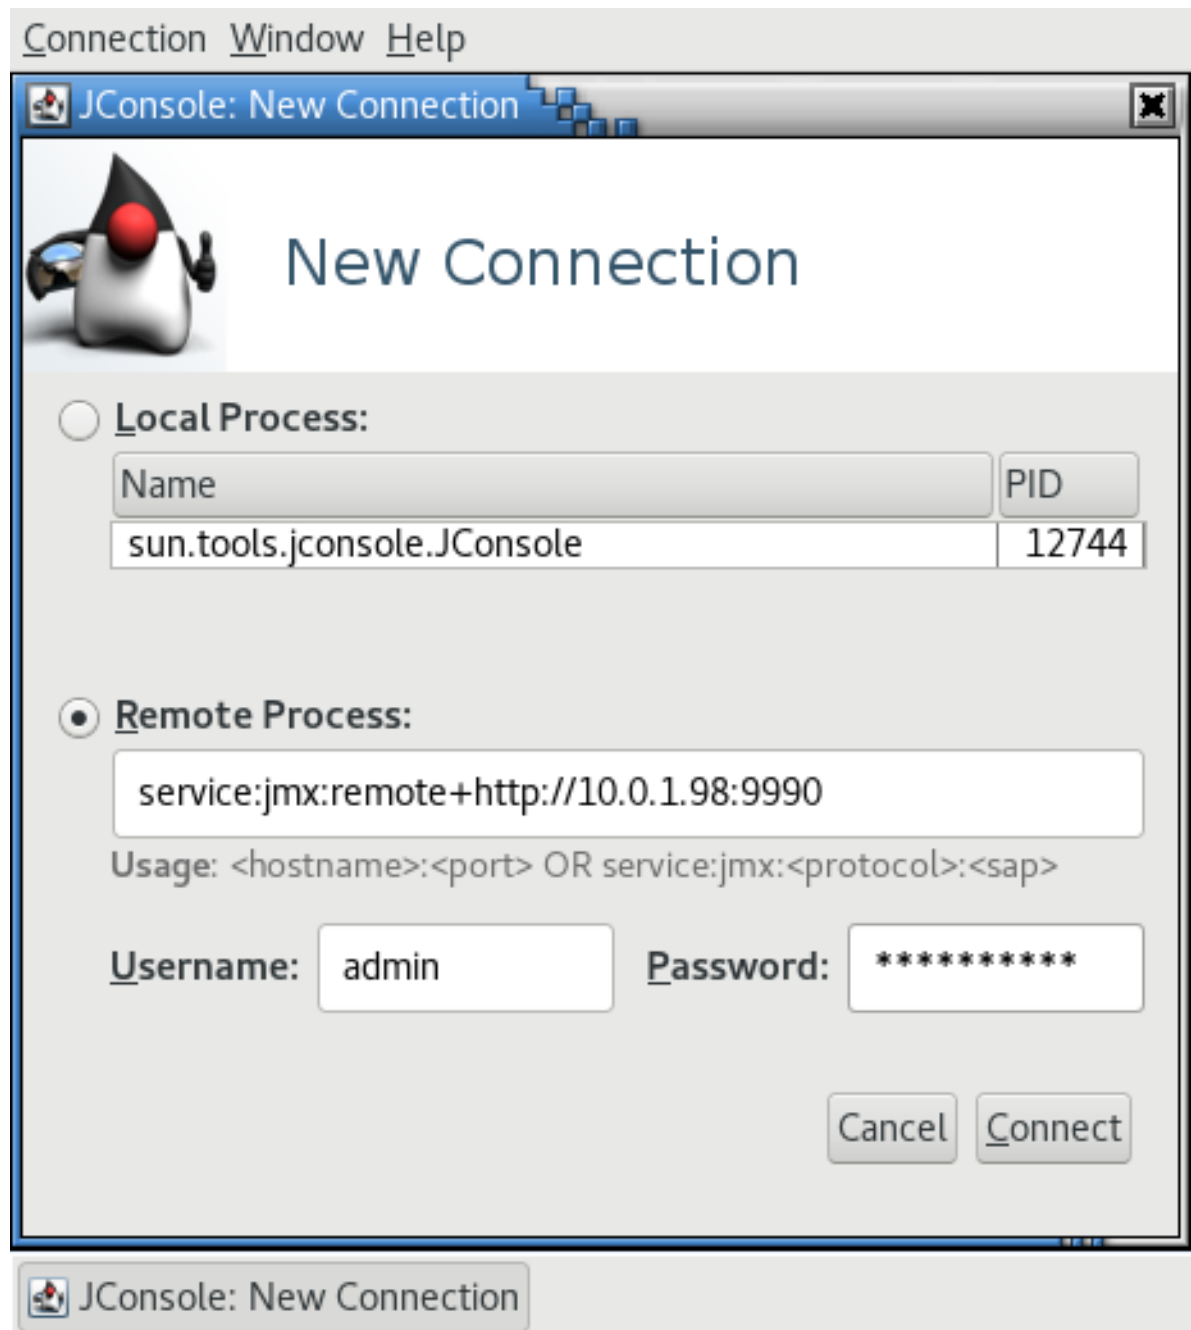 Connection Window Help
JConsole: New Connection
New Connection
Local Process:
Name PID
sun.tools.jconsole.JConsole 12744
Remote Process:
service:jmx:remote+http://10.0.1.98:9990
Usage: <hostname>:<port> OR service:jmx:<protocol>:<sap>
Username: admin Password: **********
Cancel Connect
JConsole: New Connection